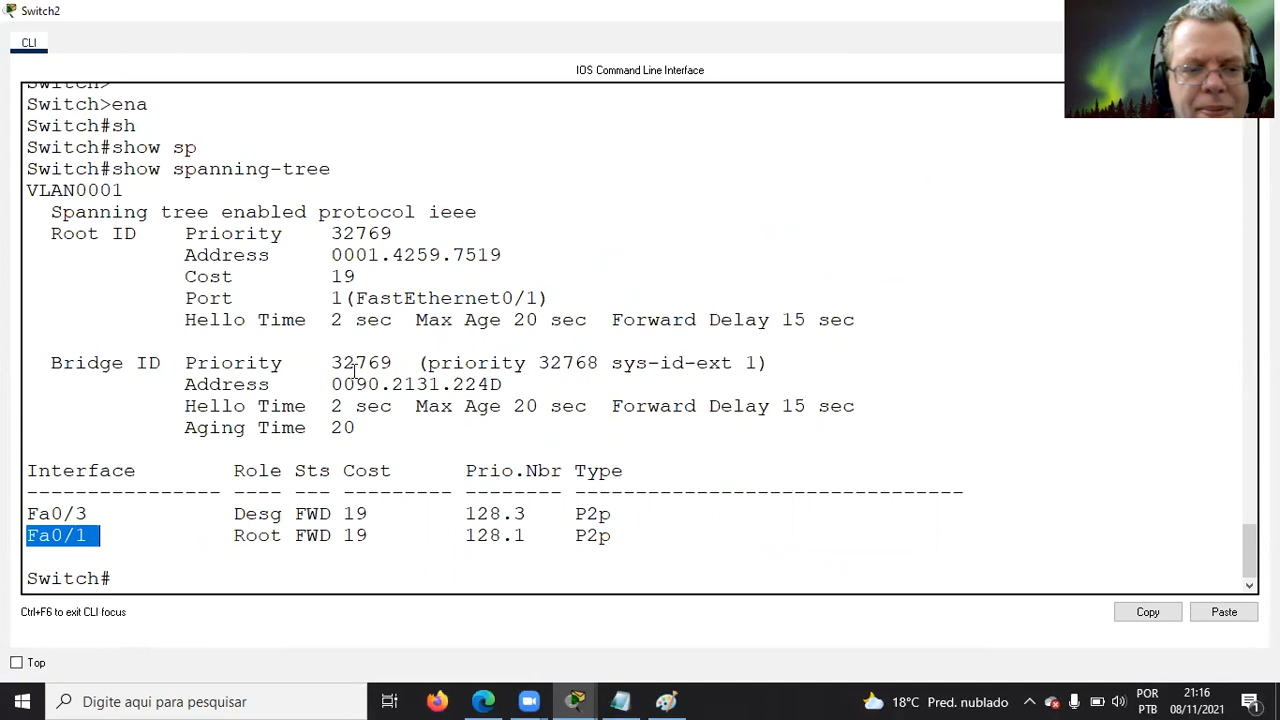 Switch2
CLI
IOS Command Line Interface
Switch>
Switch>ena
Switch#sh
Switch#show sp
Switch#show spanning-tree
VLAN0001
Spanning tree enabled protocol ieee
Root ID Priority 32769
Address 0001.4259.7519
Cost 19
Port 1(FastEthernet0/1)
Hello Time 2 sec Max Age 20 sec Forward Delay 15 sec
Bridge ID Priority 32769 (priority 32768 sys-id-ext 1)
Address 0090.2131.224D
Hello Time 2 sec Max Age 20 sec Forward Delay 15 sec
Aging Time 20
Interface Role Sts Cost Prio.Nbr Type
---------------- ---- --- --------- -------- --------------------------------
Fa0/3 Desg FWD 19 128.3 P2p
Fa0/1 Root FWD 19 128.1 P2p
Switch#
Ctrl+F6 to exit CLI focus
Copy Paste
Top
Digite aqui para pesquisar
18°C Pred. nublado
POR
PTB
21:16
08/11/2021
1